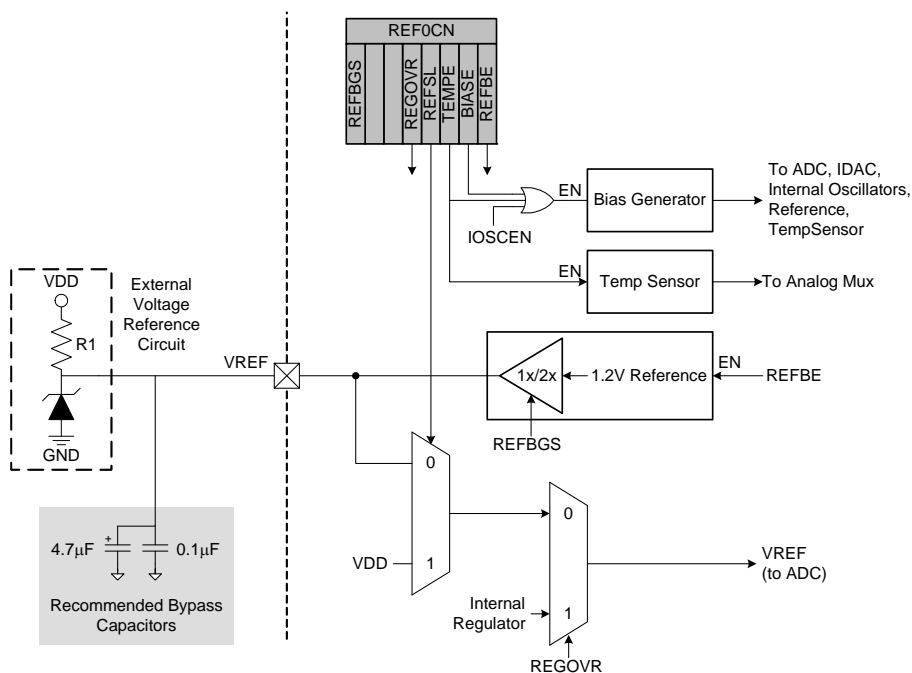 REF0CN
REFBGS
REGOVR
REFSL
TEMPE
BIASE
REFBE
EN
Bias Generator
To ADC, IDAC,
Internal Oscillators,
Reference,
TempSensor
IOSCEN
EN
Temp Sensor
To Analog Mux
VDD
R1
GND
External
Voltage
Reference
Circuit
VREF
1x/2x
1.2V Reference
EN
REFBE
REFBGS
0
1
VDD
0
1
Internal
Regulator
REGOVR
VREF
(to ADC)
4.7μF
+
0.1μF
Recommended Bypass
Capacitors